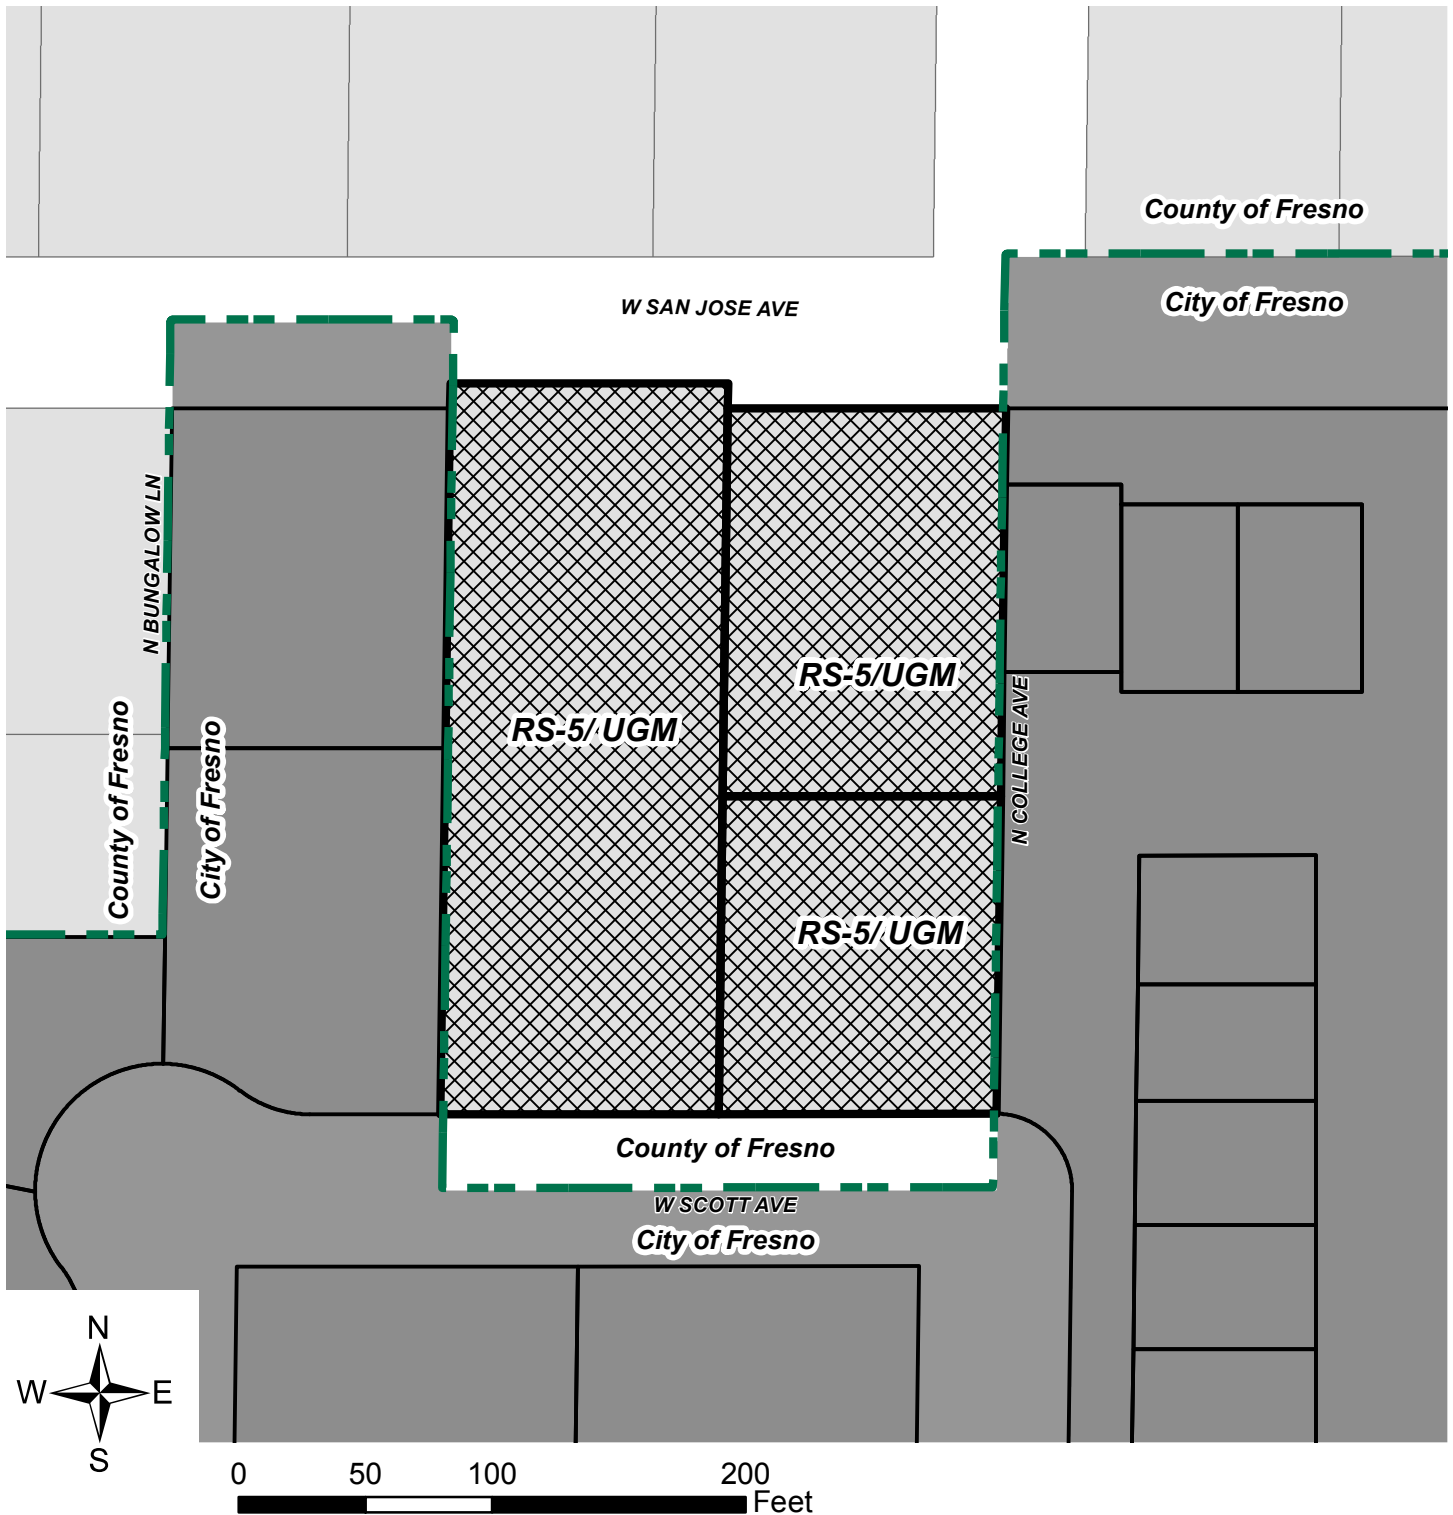 County of Fresno
City of Fresno
W SAN JOSE AVE
N BUNGALOW LN
RS-5/UGM
RS-5/ UGM
N COLLEGE AVE
County of Fresno
City of Fresno
RS-5/ UGM
County of Fresno
W SCOTT AVE
City of Fresno
N
W E
S
0 50 100 200
Feet